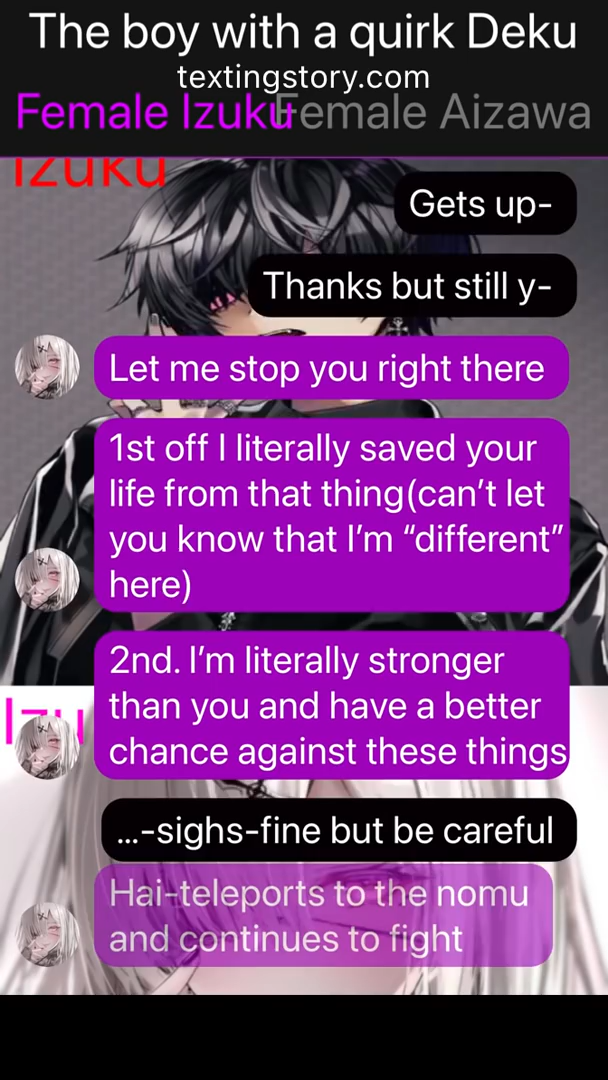 The boy with a quirk Deku
textingstory.com
Female Izuku Female Aizawa
Izuku
Gets up-
Thanks but still y-
Let me stop you right there
1st off I literally saved your
life from that thing(can’t let
you know that I’m “different”
here)
2nd. I’m literally stronger
than you and have a better
chance against these things
Izu
...-sighs-fine but be careful
Hai-teleports to the nomu
and continues to fight